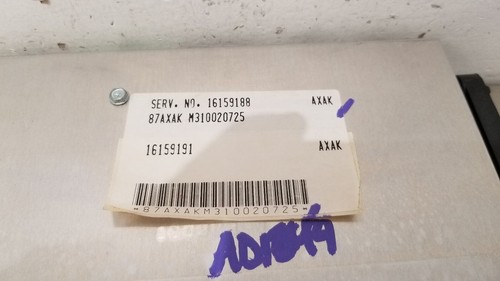 SERV. NO. 16159188 AXAK
87AXAK M310020725
16159191 AXAK
-87AXAKM310020725-